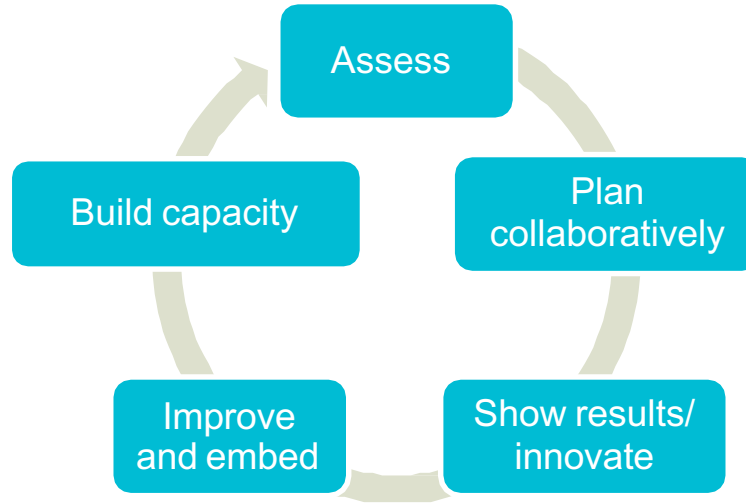 Assess
Plan
collaboratively
Show results/
innovate
Improve
and embed
Build capacity